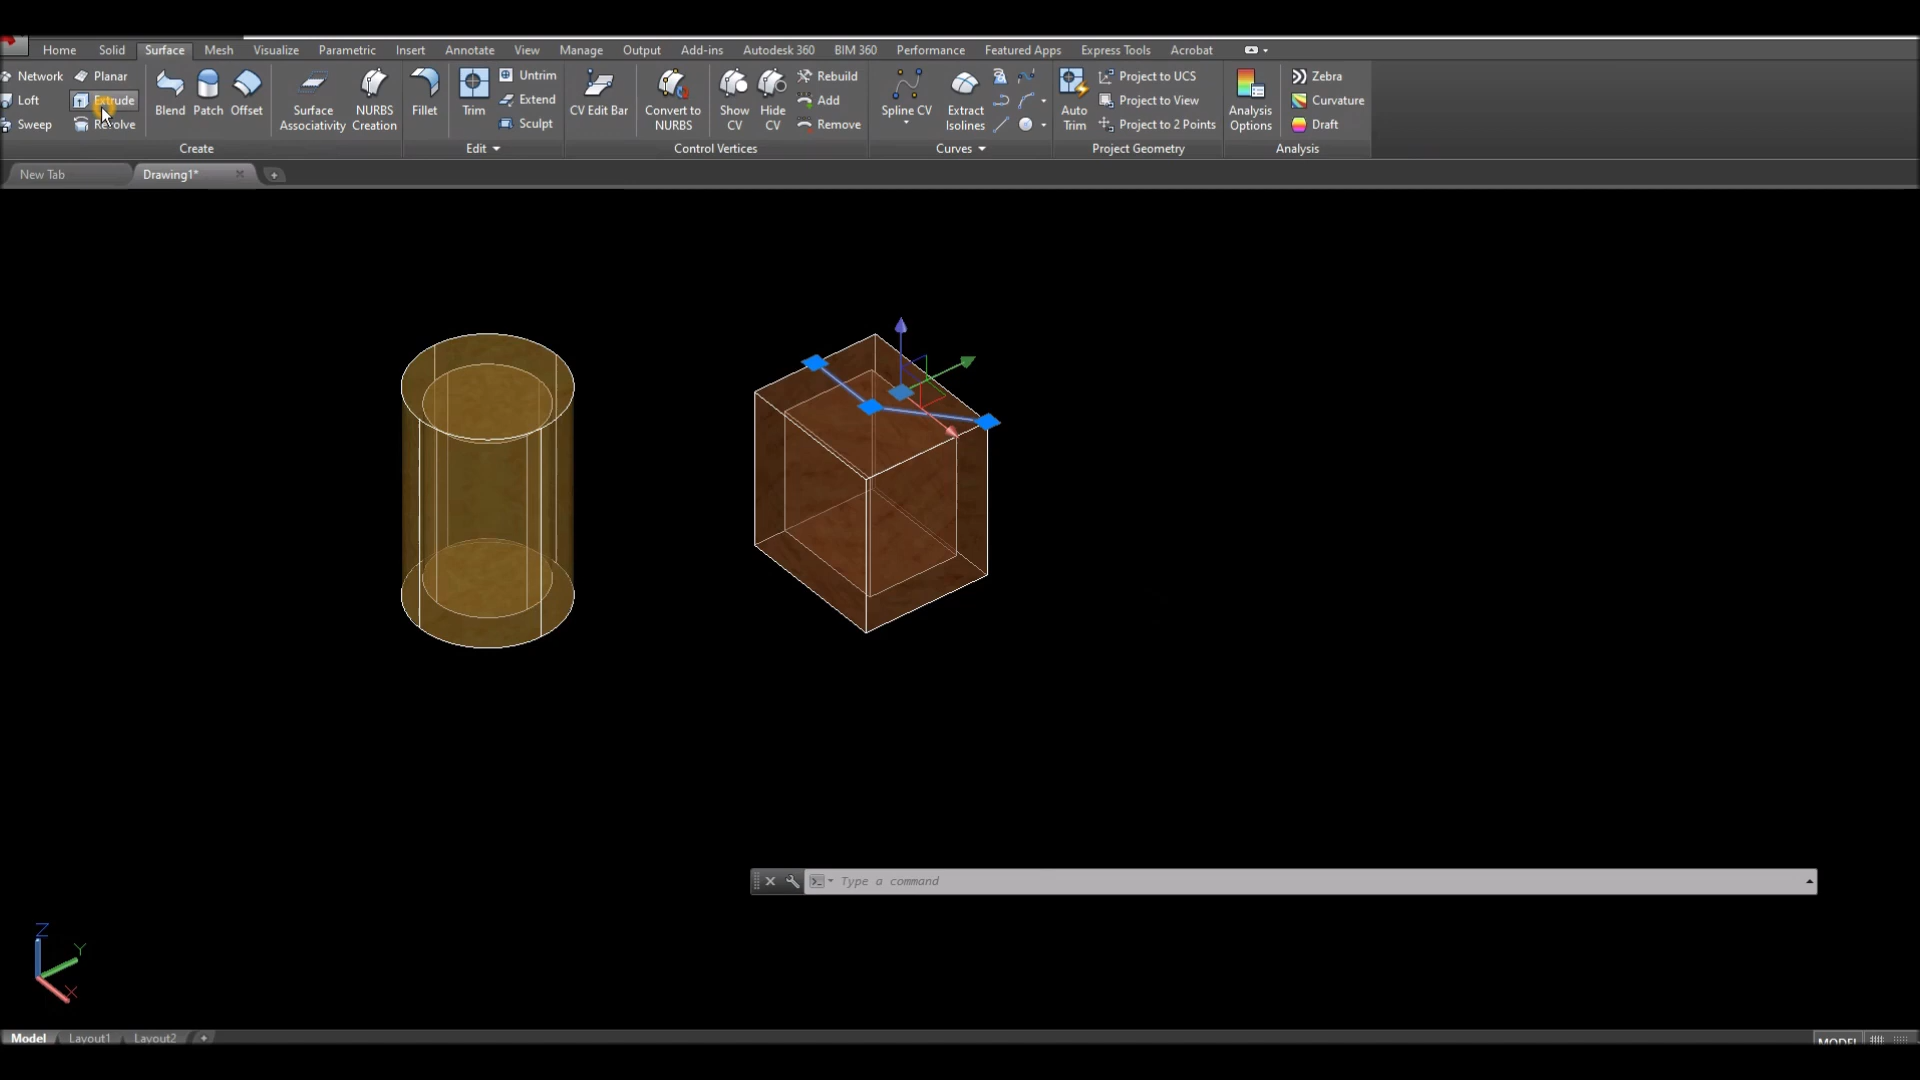 Home Solid Surface Mesh Visualize Parametric Insert Annotate View Manage Output Add-ins Autodesk 360 BIM 360 Performance Featured Apps Express Tools Acrobat
Network Planar
Loft Extrude
Sweep Revolve
Blend Patch Offset
Surface Associativity
NURBS Creation
Create
Fillet
Trim
Untrim
Extend
Sculpt
Edit
CV Edit Bar
Convert to NURBS
Show CV
Hide CV
Rebuild
Add
Remove
Control Vertices
Spline CV
Extract Isolines
Curves
Auto Trim
Project to UCS
Project to View
Project to 2 Points
Project Geometry
Analysis Options
Zebra
Curvature
Draft
Analysis
New Tab Drawing1*
Type a command
Z
Y
X
Model Layout1 Layout2
MODEL